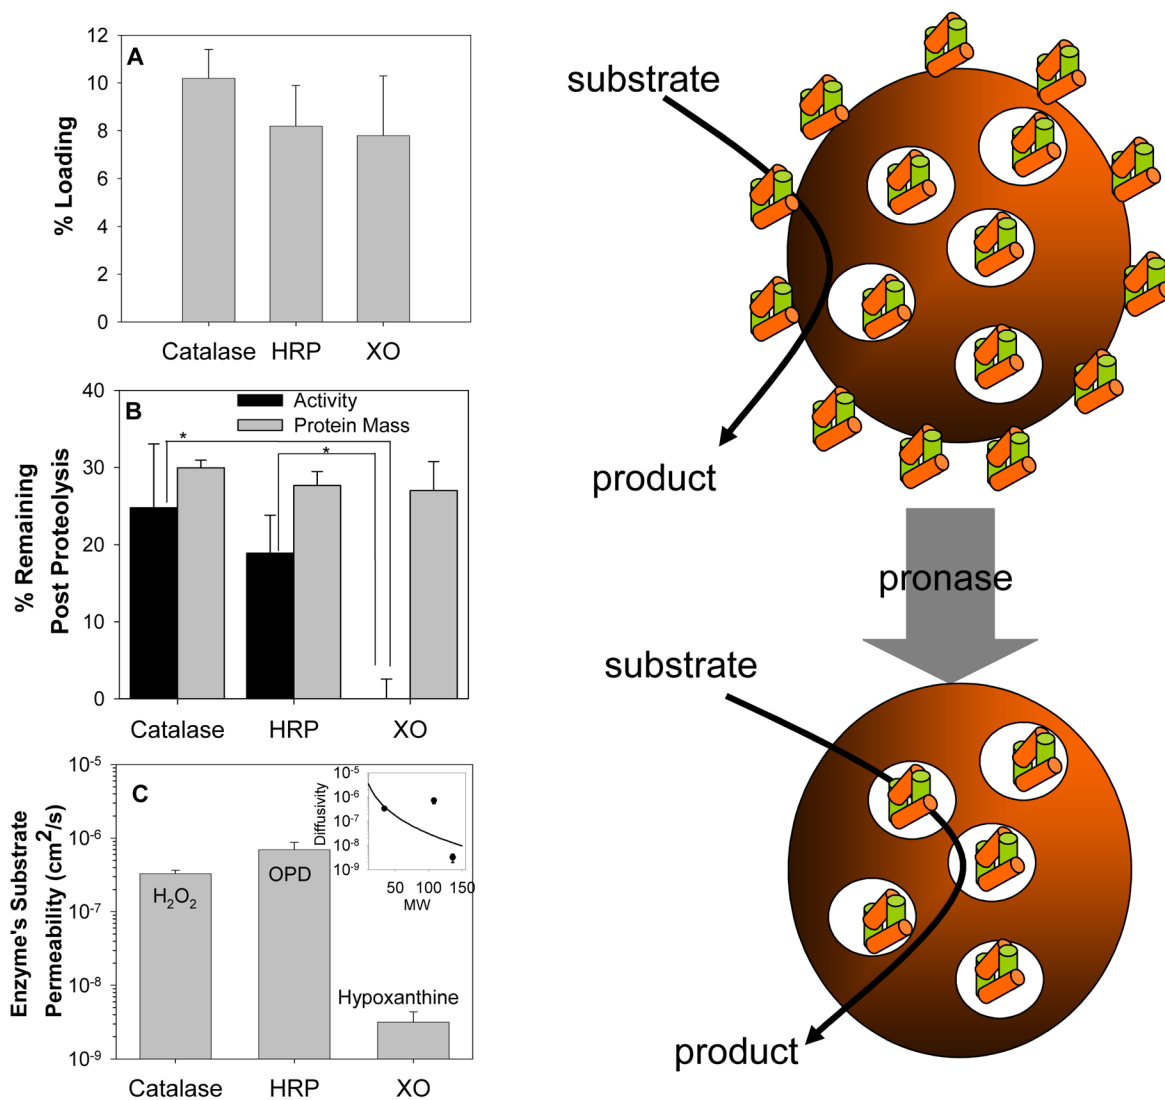 A
12
10
8
6
4
2
0
% Loading
Catalase HRP XO
B
Activity
Protein Mass
*
*
40
30
20
10
0
% Remaining
Post Proteolysis
Catalase HRP XO
C
10-5
10-6
10-7
10-8
10-9
Enzyme's Substrate
Permeability (cm2/s)
H2O2
OPD
Hypoxanthine
Catalase HRP XO
10-5
10-6
10-7
10-8
10-9
Diffusivity
50 100 150
MW
substrate
product
pronase
substrate
product